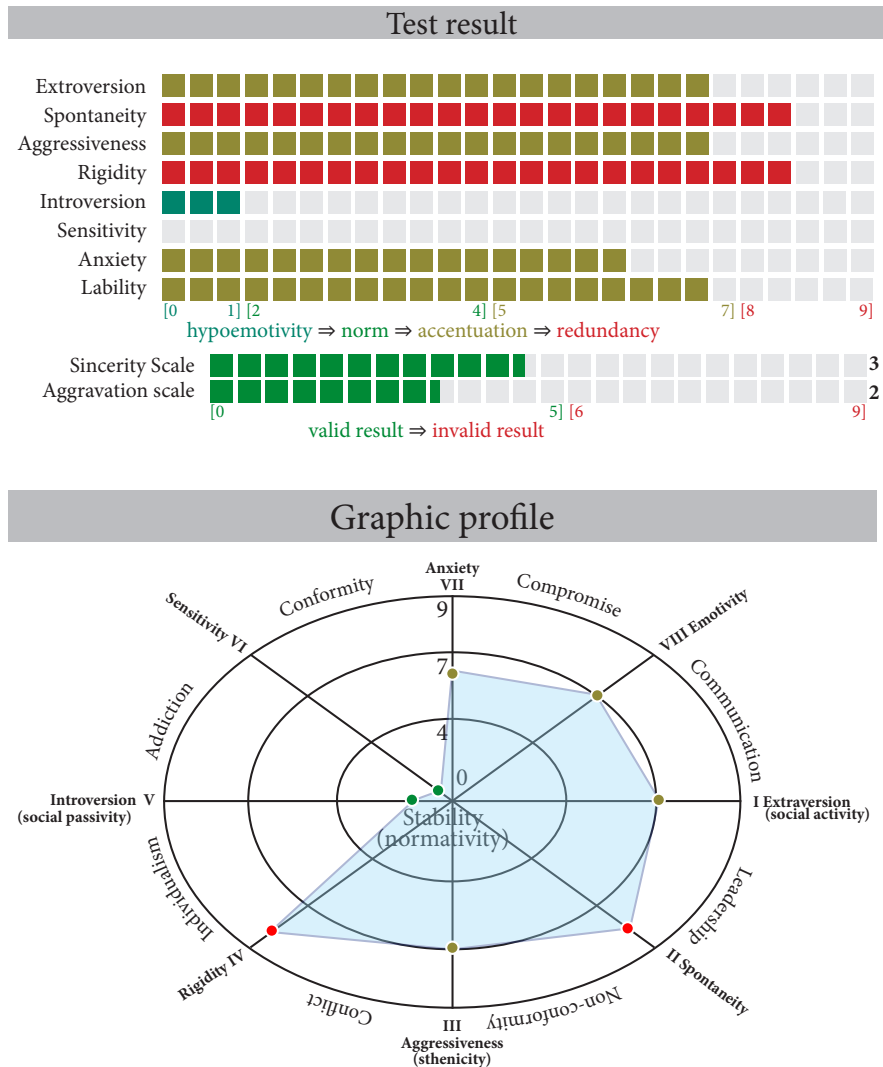 Test result
Extroversion
Spontaneity
Aggressiveness
Rigidity
Introversion
Sensitivity
Anxiety
Lability
[0 1] [2 4] [5 7] [8 9]
hypoemotivity ⇒ norm ⇒ accentuation ⇒ redundancy
Sincerity Scale 3
Aggravation scale 2
[0 5] [6 9]
valid result ⇒ invalid result
Graphic profile
Anxiety
VII
Conformity
Compromise
Sensitivity VI
VIII Emotivity
9
7
4
0
Addiction
Communication
Introversion V
(social passivity)
I Extraversion
(social activity)
Stability
(normativity)
Individualism
Leadership
Rigidity IV
II Spontaneity
Conflict
Non-conformity
III
Aggressiveness
(sthenicity)